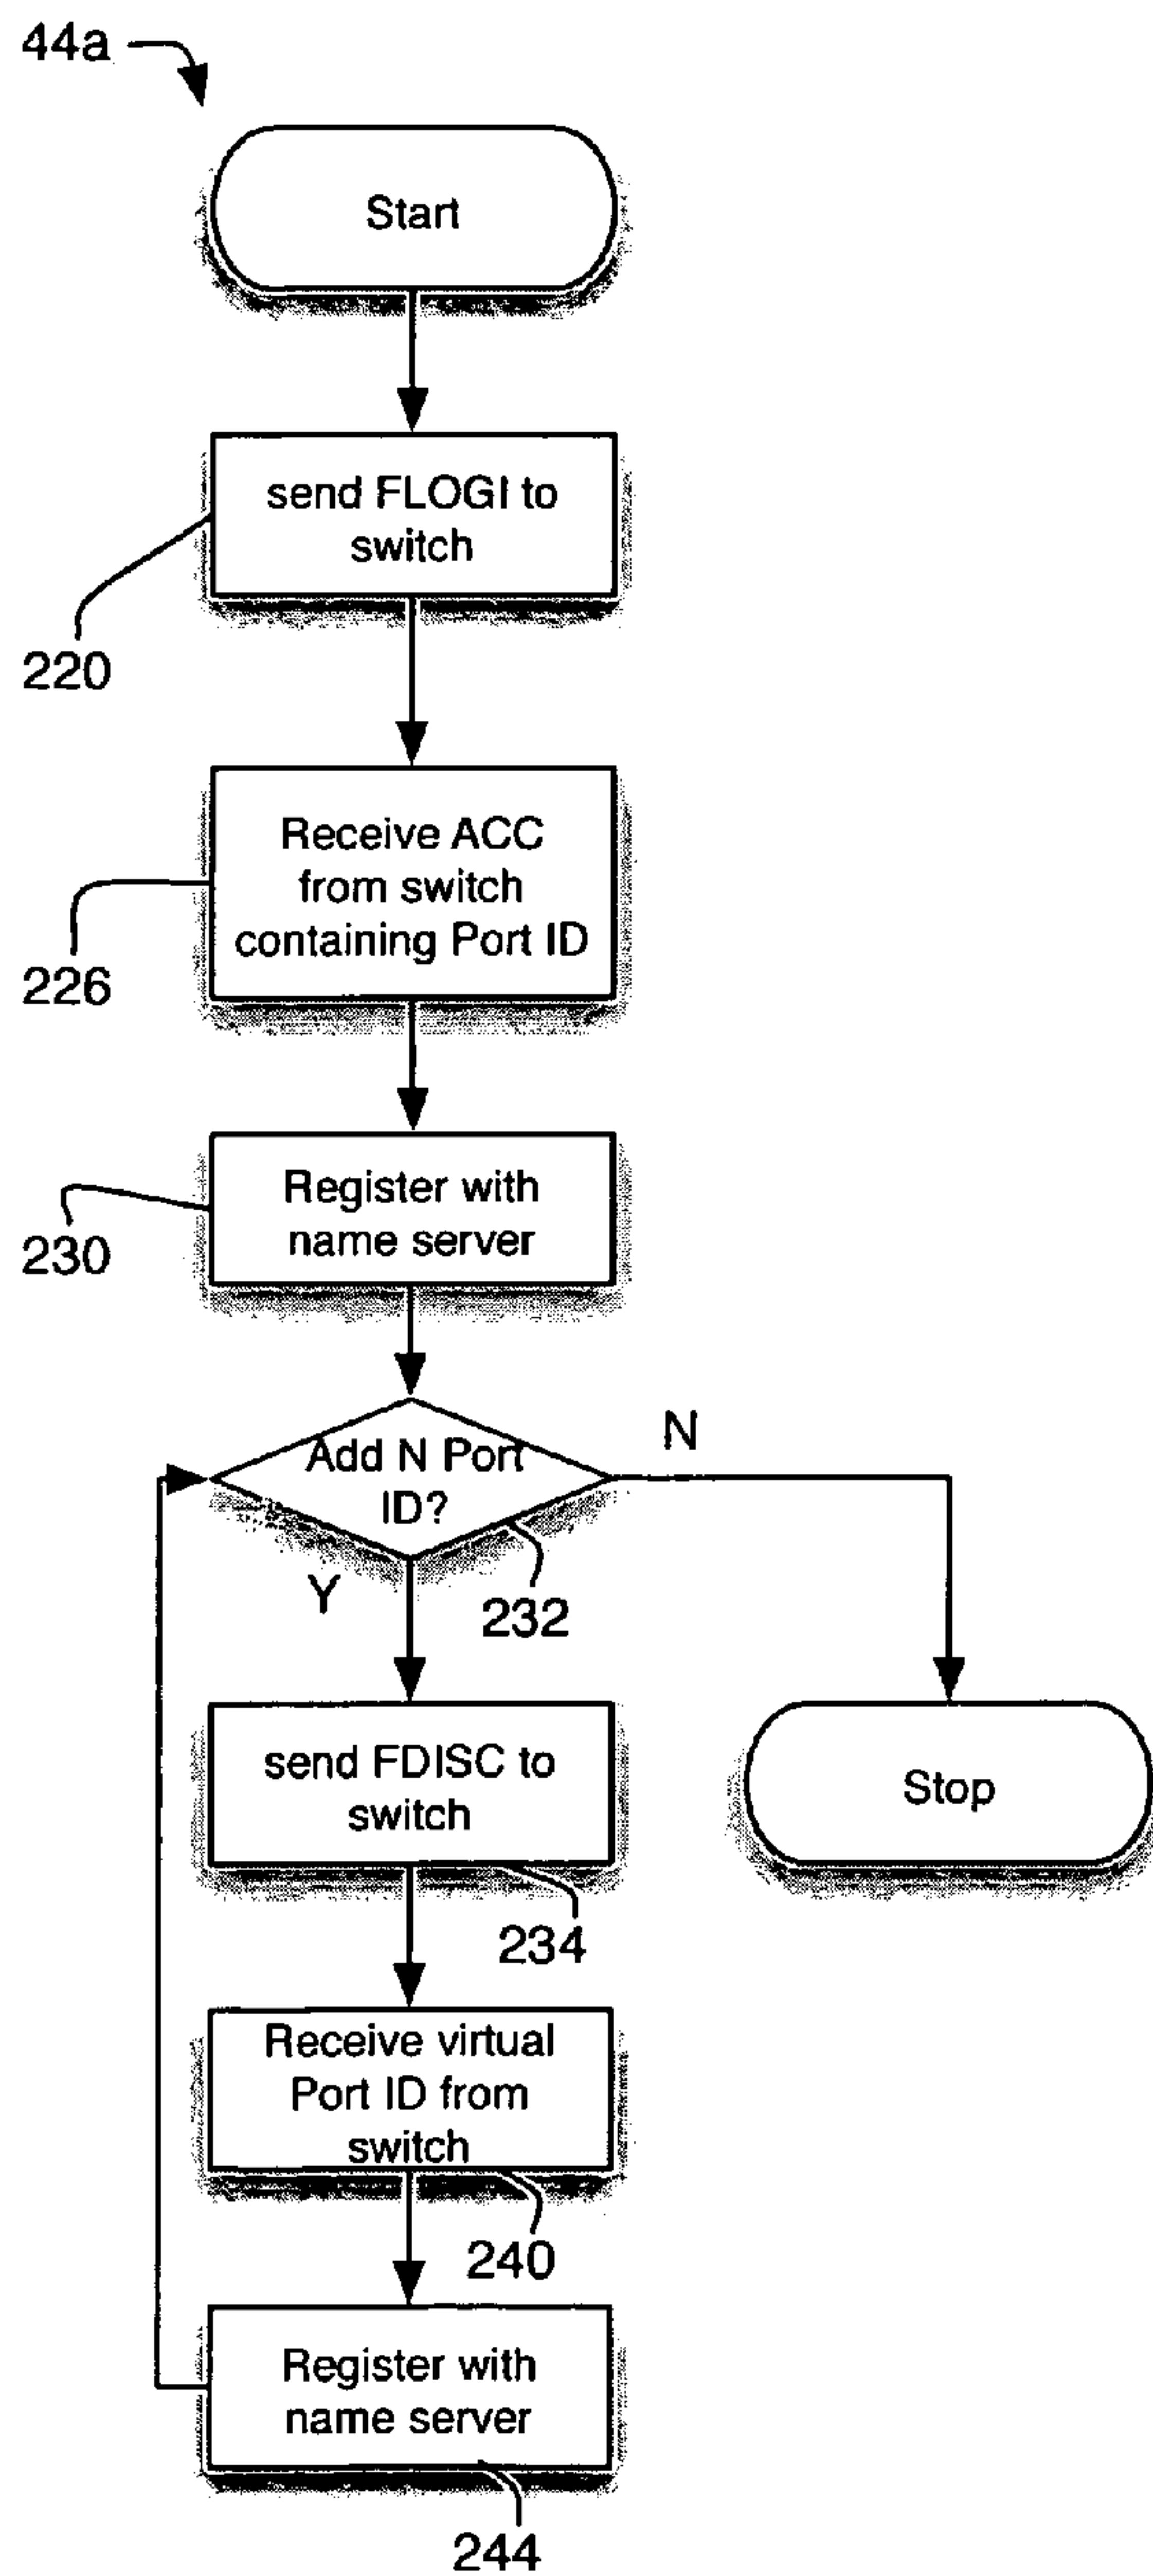 44a
Start
send FLOGI to
switch
220
Receive ACC
from switch
containing Port ID
226
Register with
name server
230
Add N Port
ID?
N
Y
232
send FDISC to
switch
Stop
234
Receive virtual
Port ID from
switch
240
Register with
name server
244